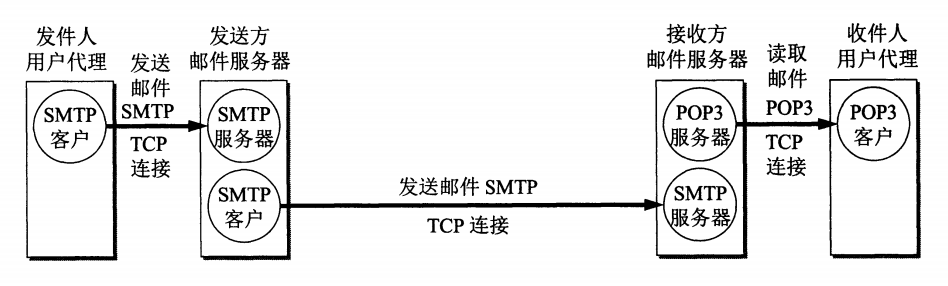 发件人
用户代理
发送
邮件
SMTP
TCP
连接
发送方
邮件服务器
SMTP
客户
SMTP
服务器
SMTP
客户
发送邮件 SMTP
TCP 连接
接收方
邮件服务器
POP3
服务器
SMTP
服务器
读取
邮件
POP3
TCP
连接
收件人
用户代理
POP3
客户